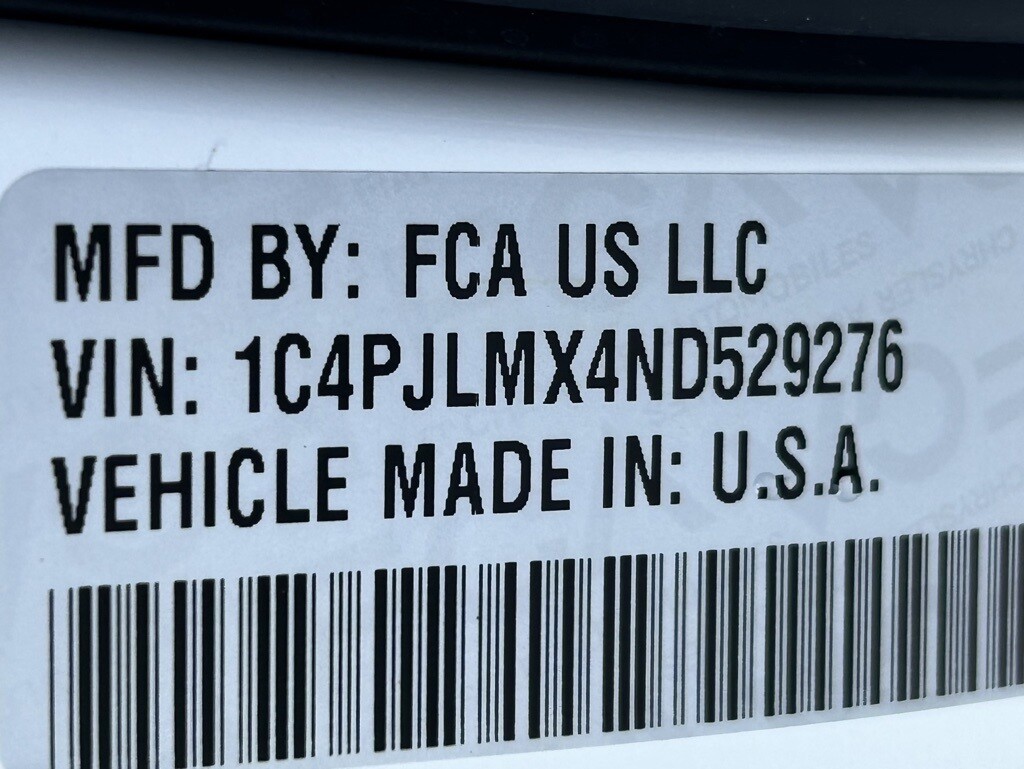 MFD BY: FCA US LLC
VIN: 1C4PJLMX4ND529276
VEHICLE MADE IN: U.S.A.